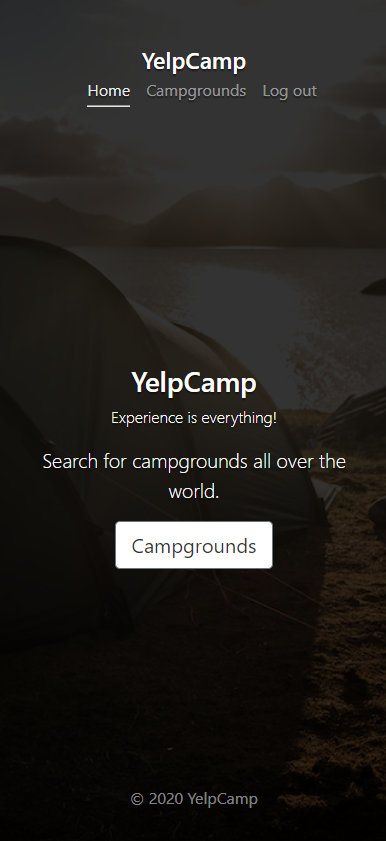 YelpCamp
Home Campgrounds Log out
YelpCamp
Experience is everything!
Search for campgrounds all over the
world.
Campgrounds
© 2020 YelpCamp